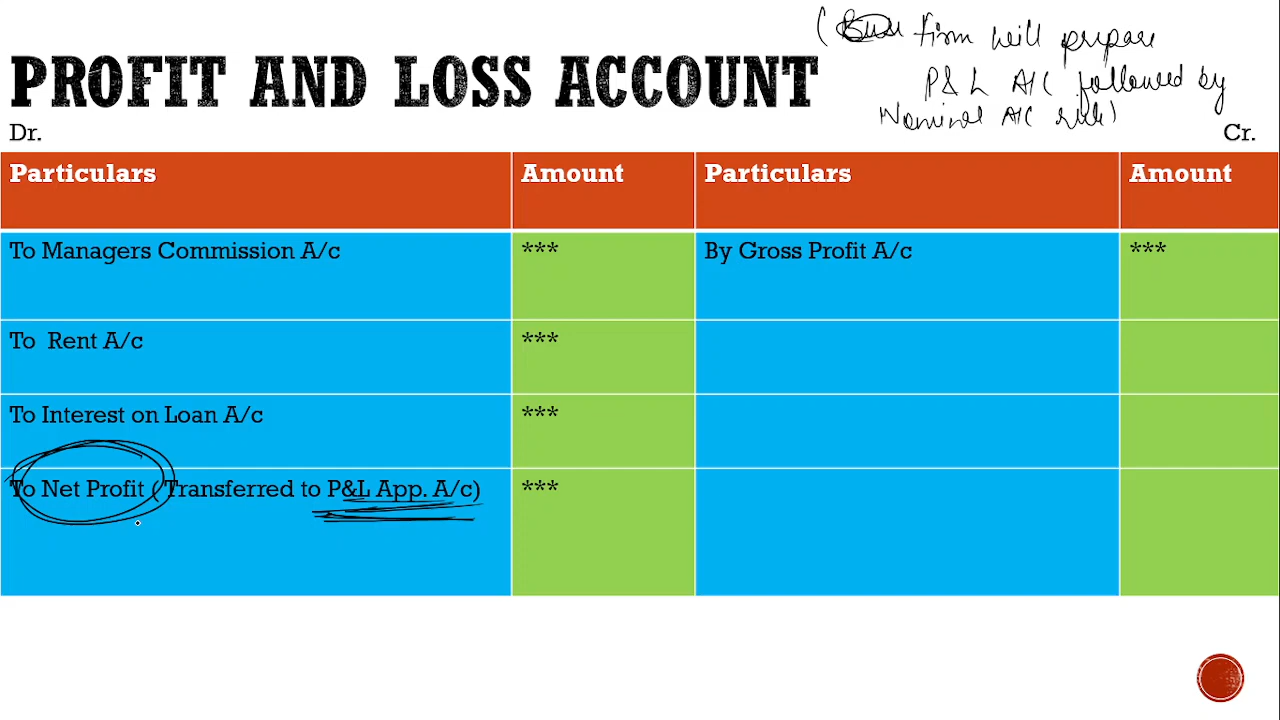 ( firm will prepare
P&L A/C followed by
Nominal A/C rule)
PROFIT AND LOSS ACCOUNT
Dr. Cr.
Particulars Amount Particulars Amount
To Managers Commission A/c *** By Gross Profit A/c ***
To Rent A/c ***
To Interest on Loan A/c ***
To Net Profit ( Transferred to P&L App. A/c) ***